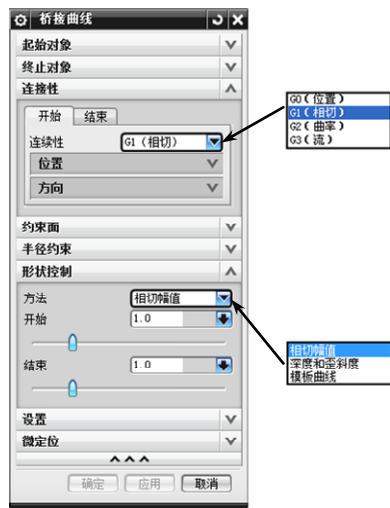 桥接曲线
起始对象
终止对象
连接性
开始 结束
连续性 G1（相切）
位置
方向
约束面
半径约束
形状控制
方法 相切幅值
开始 1.0
结束 1.0
设置
微定位
确定 应用 取消
G0（位置）
G1（相切）
G2（曲率）
G3（流）
相切幅值
深度和歪斜度
模板曲线